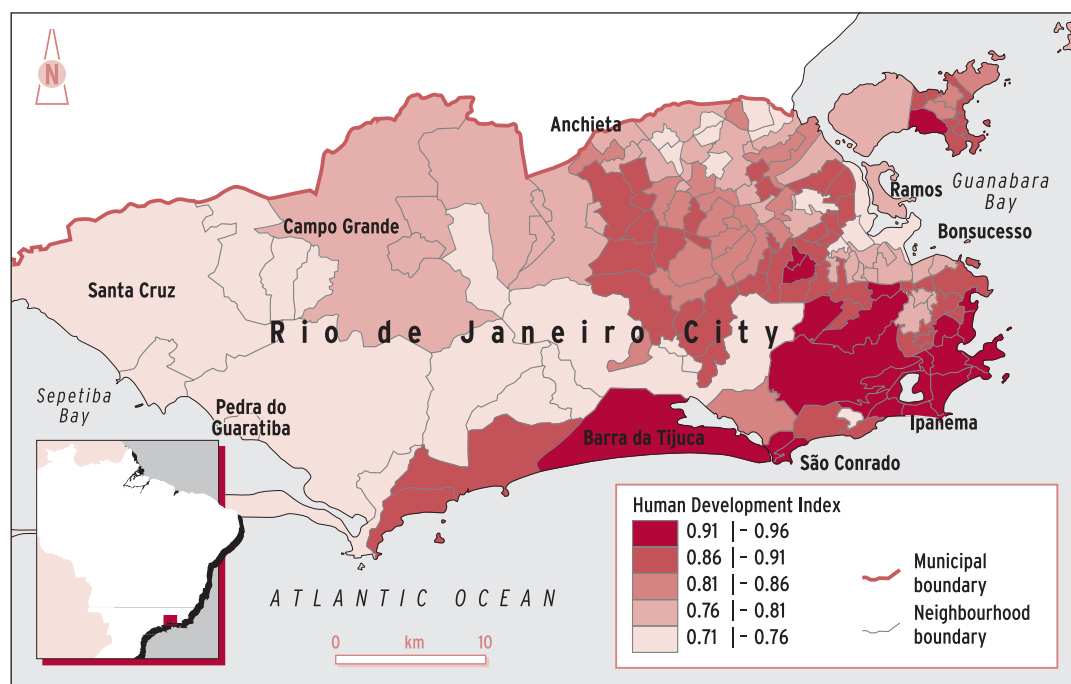 N
Anchieta
Ramos
Guanabara
Bay
Bonsucesso
Campo Grande
Santa Cruz
Rio de Janeiro City
Sepetiba
Bay
Pedra do
Guaratiba
Barra da Tijuca
Ipanema
São Conrado
ATLANTIC OCEAN
0 km 10
Human Development Index
0.91 |- 0.96
0.86 |- 0.91
0.81 |- 0.86
0.76 |- 0.81
0.71 |- 0.76
Municipal
boundary
Neighbourhood
boundary